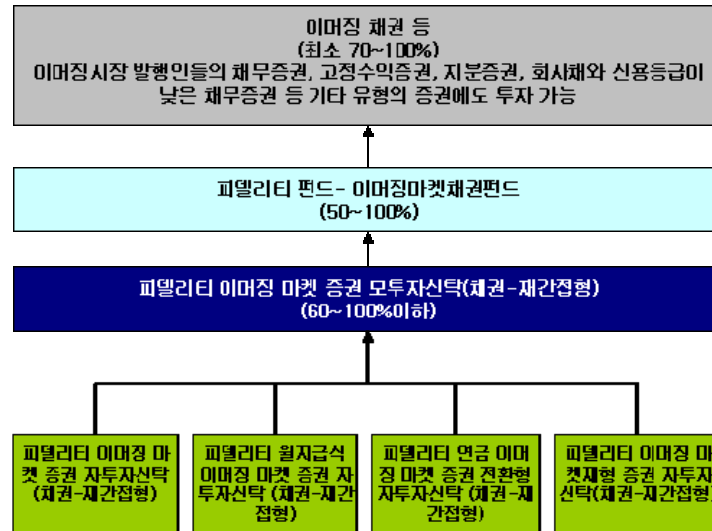 이머징 채권 등
(최소 70~100%)
이머징시장 발행인들의 채무증권, 고정수익증권, 지분증권, 회사채와 신용등급이
낮은 채무증권 등 기타 유형의 증권에도 투자 가능
피델리티 펀드- 이머징마켓채권펀드
(50~100%)
피델리티 이머징 마켓 증권 모투자신탁(채권-재간접형)
(60~100%이하)
피델리티 이머징 마
켓 증권 자투자신탁
(채권-재간접형)
피델리티 월지급식
이머징 마켓 증권 자
투자신탁 (채권-재간
접형)
피델리티 연금 이머
징 마켓 증권 전환형
자투자신탁 (채권-재
간접형)
피델리티 이머징 마
켓재형 증권 자투자
신탁(채권-재간접형)